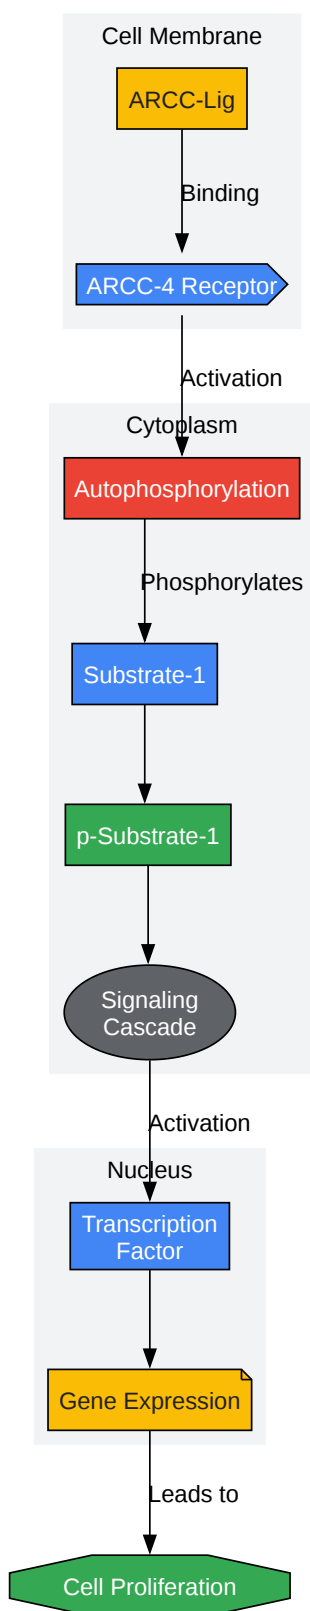 Cell Membrane
ARCC-Lig
Binding
ARCC-4 Receptor
Activation
Cytoplasm
Autophosphorylation
Phosphorylates
Substrate-1
p-Substrate-1
Signaling
Cascade
Activation
Nucleus
Transcription
Factor
Gene Expression
Leads to
Cell Proliferation